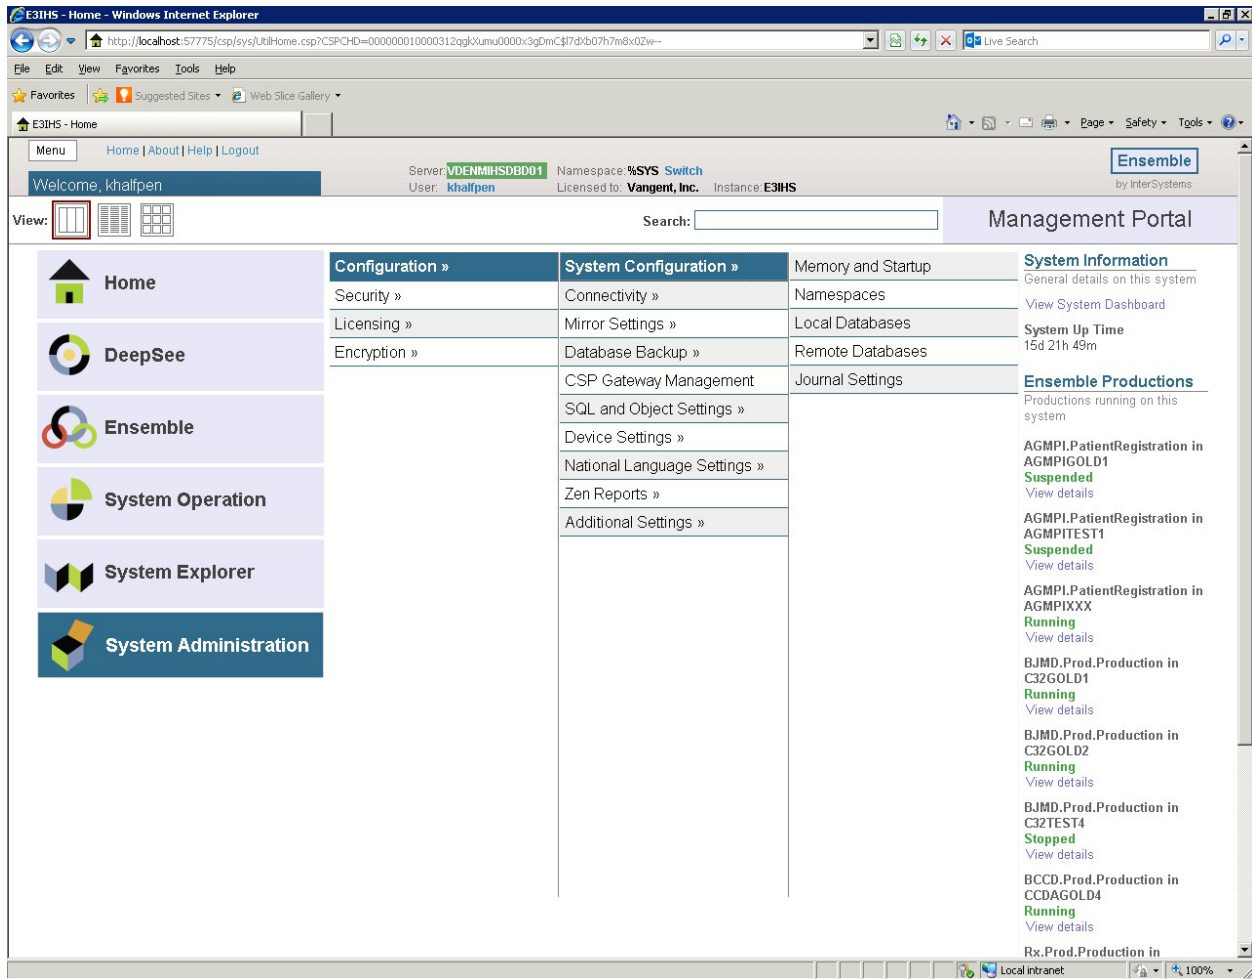 E3IHS - Home - Windows Internet Explorer
http://localhost:57775/csp/sys/UtilHome.csp?CSPCHD=000000010000312qgkXumu0000x3gDmC$l7dXb07h7m8x0Zw--
Live Search
File Edit View Favorites Tools Help
Favorites Suggested Sites Web Slice Gallery
E3IHS - Home
Page Safety Tools
Menu Home | About | Help | Logout
Server: VDENMIHSDBD01 Namespace: %SYS Switch
Ensemble
Welcome, khalfpen
User: khalfpen Licensed to: Vangent, Inc. Instance: E3IHS
by InterSystems
View:
Search:
Management Portal
Home
DeepSee
Ensemble
System Operation
System Explorer
System Administration
Configuration »
Security »
Licensing »
Encryption »
System Configuration »
Connectivity »
Mirror Settings »
Database Backup »
CSP Gateway Management
SQL and Object Settings »
Device Settings »
National Language Settings »
Zen Reports »
Additional Settings »
Memory and Startup
Namespaces
Local Databases
Remote Databases
Journal Settings
System Information
General details on this system
View System Dashboard
System Up Time
15d 21h 49m
Ensemble Productions
Productions running on this
system
AGMPI.PatientRegistration in
AGMPIGOLD1
Suspended
View details
AGMPI.PatientRegistration in
AGMPITEST1
Suspended
View details
AGMPI.PatientRegistration in
AGMPIXXX
Running
View details
BJMD.Prod.Production in
C32GOLD1
Running
View details
BJMD.Prod.Production in
C32GOLD2
Running
View details
BJMD.Prod.Production in
C32TEST4
Stopped
View details
BCCD.Prod.Production in
CCDAGOLD4
Running
View details
Rx.Prod.Production in
Local intranet
100%